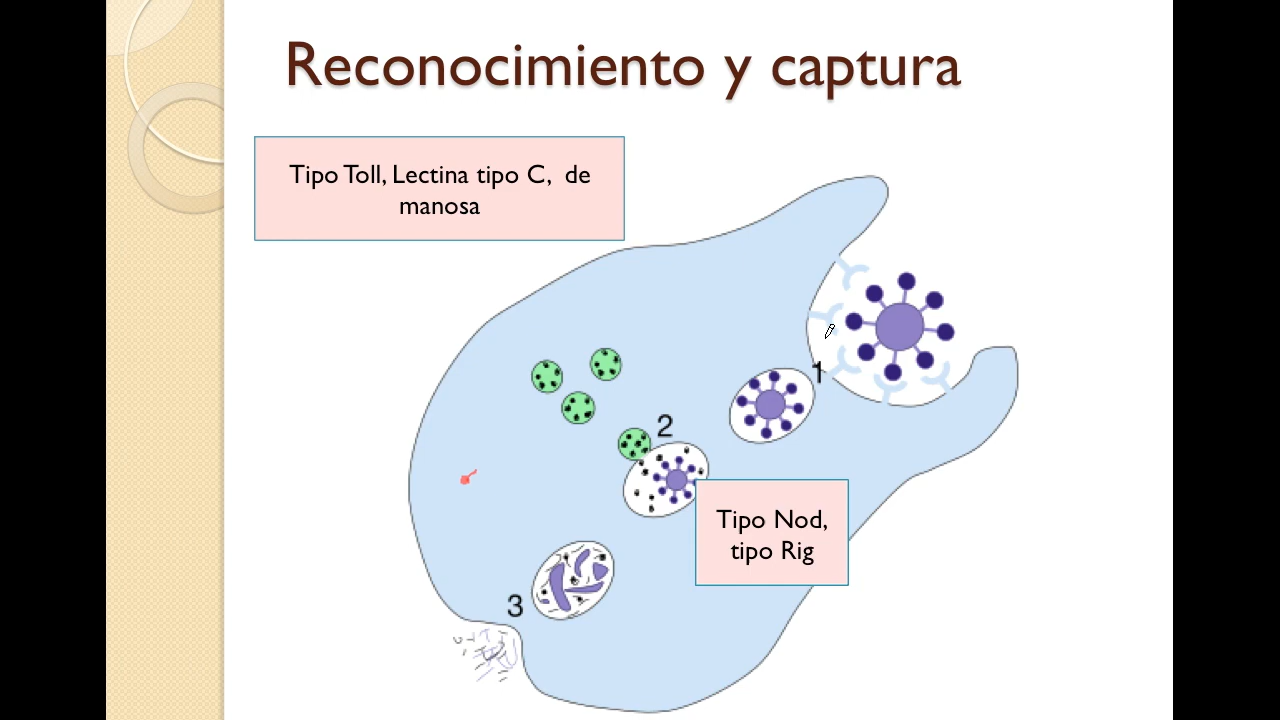 Reconocimiento y captura
Tipo Toll, Lectina tipo C, de
manosa
1
2
Tipo Nod,
tipo Rig
3